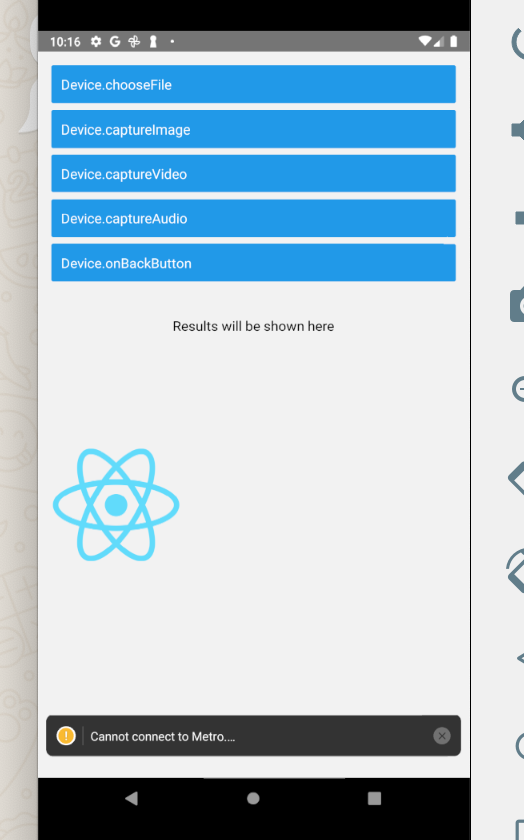 10:16
Device.chooseFile
Device.captureImage
Device.captureVideo
Device.captureAudio
Device.onBackButton
Results will be shown here
Cannot connect to Metro....